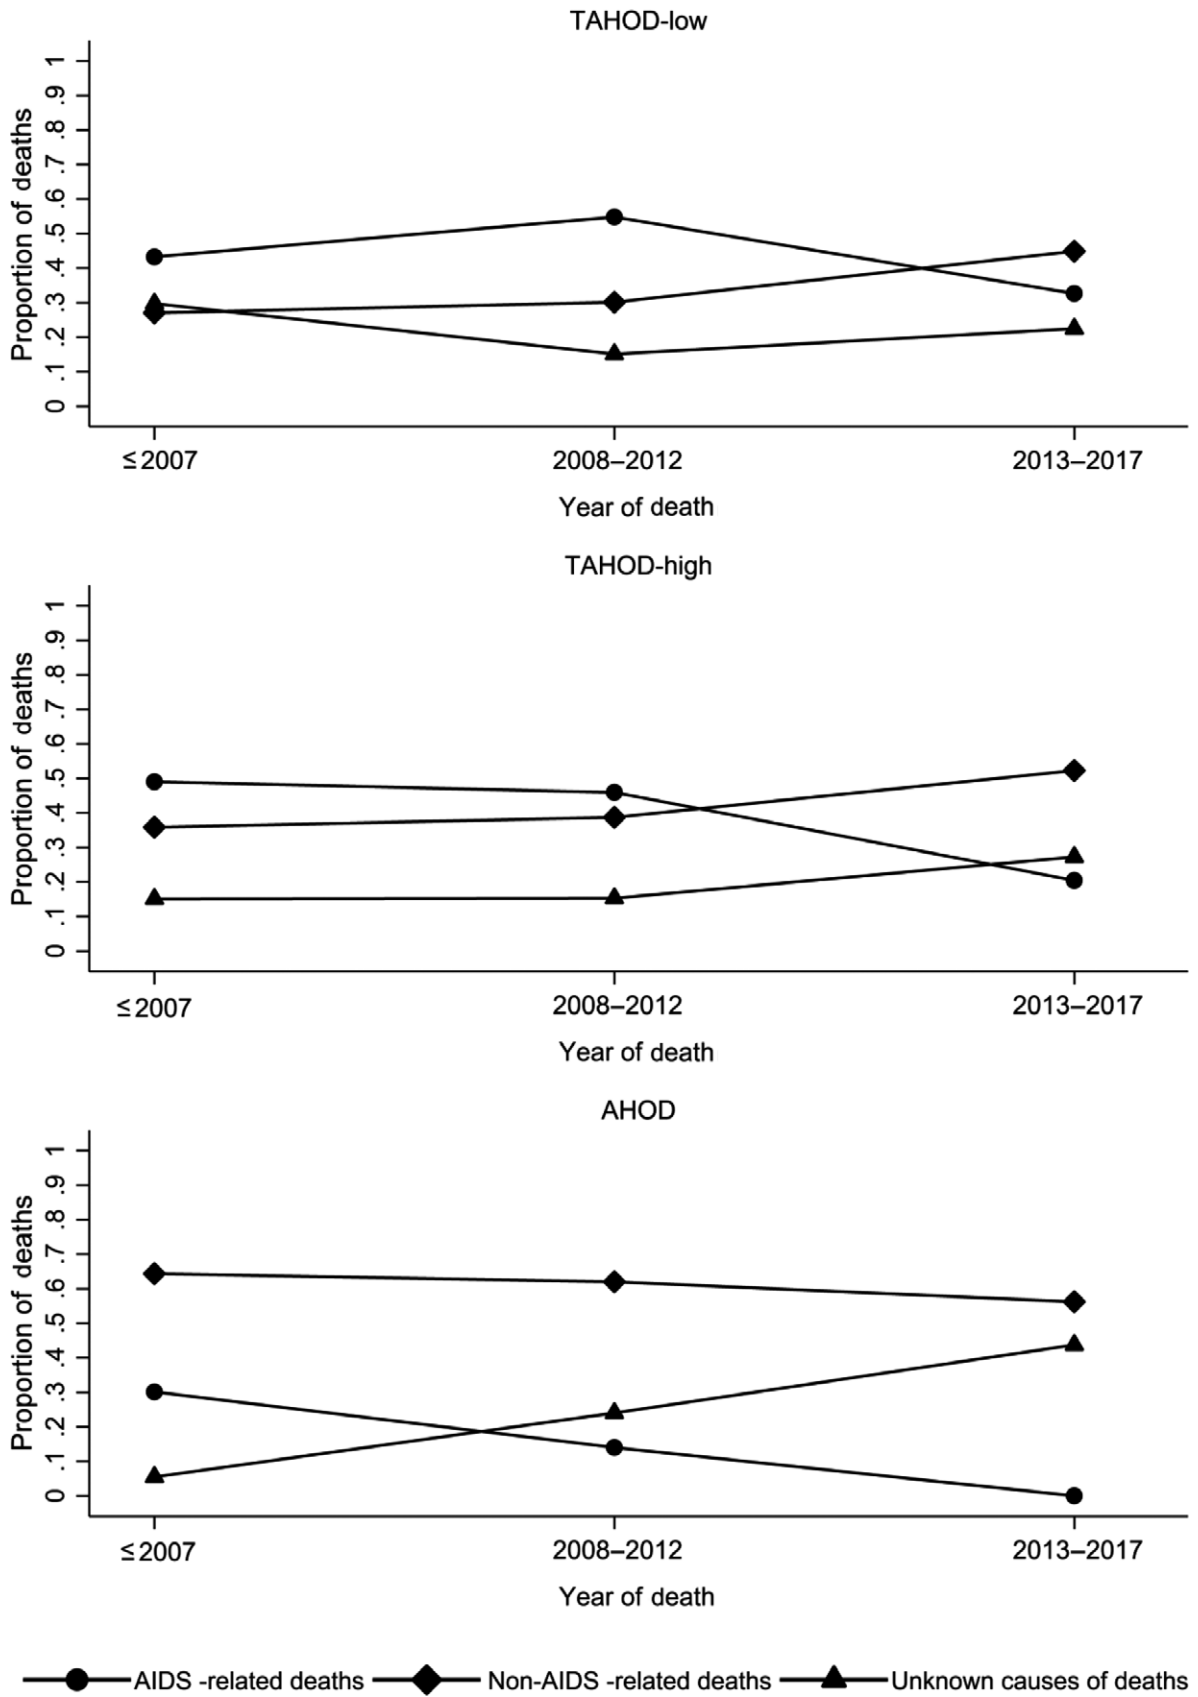 TAHOD-low
Proportion of deaths
1
.9
.8
.7
.6
.5
.4
.3
.2
.1
0
≤2007 2008–2012 2013–2017
Year of death
TAHOD-high
Proportion of deaths
1
.9
.8
.7
.6
.5
.4
.3
.2
.1
0
≤2007 2008–2012 2013–2017
Year of death
AHOD
Proportion of deaths
1
.9
.8
.7
.6
.5
.4
.3
.2
.1
0
≤2007 2008–2012 2013–2017
Year of death
AIDS -related deaths Non-AIDS -related deaths Unknown causes of deaths